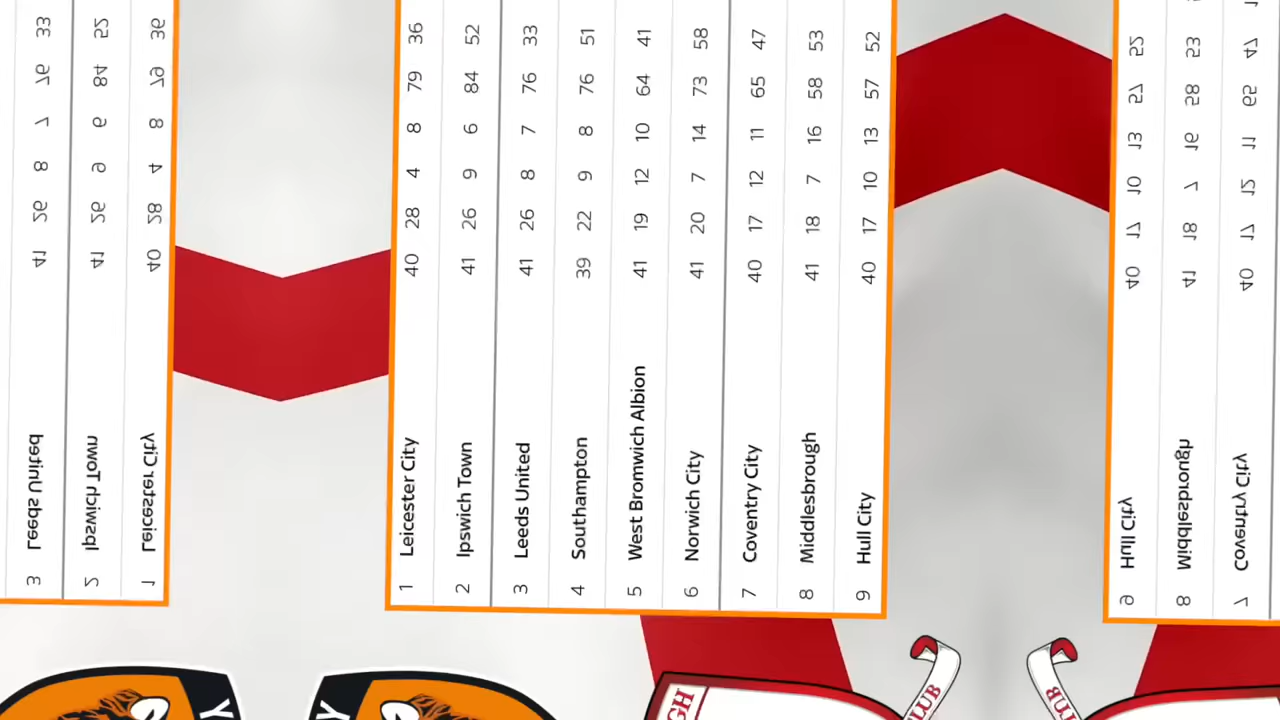 1 Leicester City 40 28 4 8 79 36
2 Ipswich Town 41 26 9 6 84 52
3 Leeds United 41 26 8 7 76 33
4 Southampton 39 22 9 8 76 51
5 West Bromwich Albion 41 19 12 10 64 41
6 Norwich City 41 20 7 14 73 58
7 Coventry City 40 17 12 11 65 47
8 Middlesbrough 41 18 7 16 58 53
9 Hull City 40 17 10 13 57 52
3 Leeds United 41 26 8 7 76 33
2 Ipswich Town 41 26 9 6 84 52
1 Leicester City 40 28 4 8 79 36
9 Hull City 40 17 10 13 57 52
8 Middlesbrough 41 18 7 16 58 53
7 Coventry City 40 17 12 11 65 47
Y
Y
GH
LUB
LUB